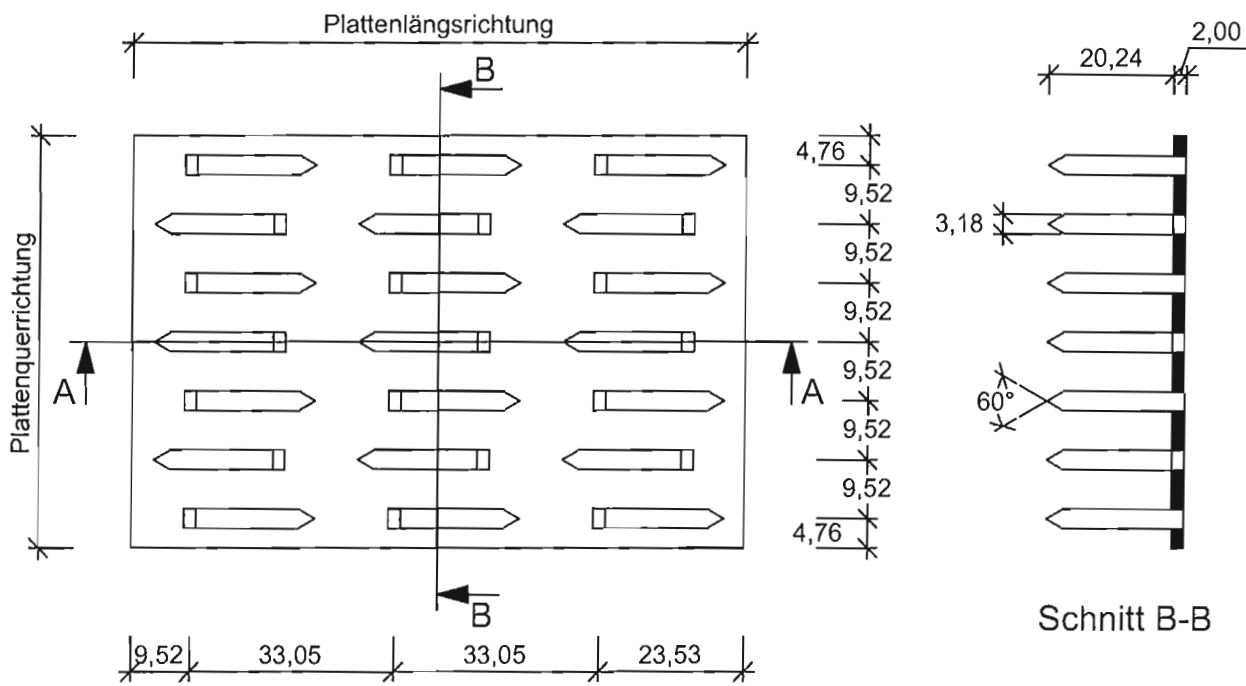 Plattenlängsrichtung
B
2,00
20,24
4,76
9,52
3,18
9,52
9,52
Plattenquerrichtung
A
A
9,52
60°
9,52
9,52
4,76
B
Schnitt B-B
9,52
33,05
33,05
23,53